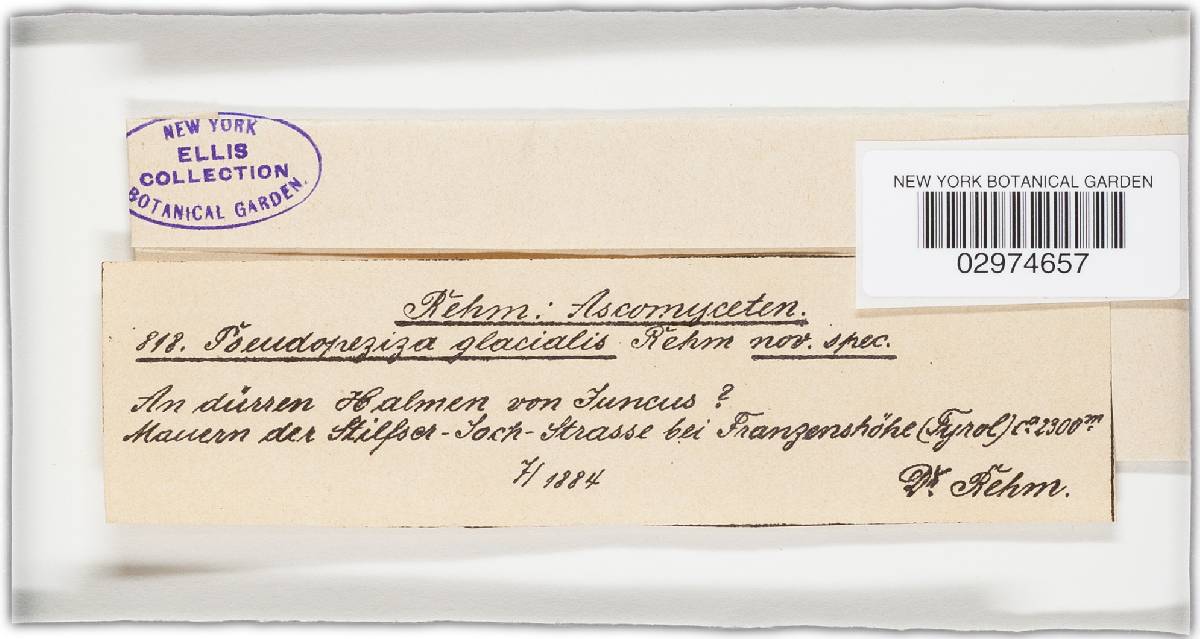 NEW YORK
ELLIS
COLLECTION
BOTANICAL GARDEN.
NEW YORK BOTANICAL GARDEN
02974657
Rehm: Ascomyceten.
818. Pseudopeziza glacialis Rehm nov. spec.
An dürren Halmen von Juncus?
Mauern der Stilfser-Joch-Strasse bei Franzenshöhe (Tyrol) ca 2300 m
7/1884
Dr. Rehm.